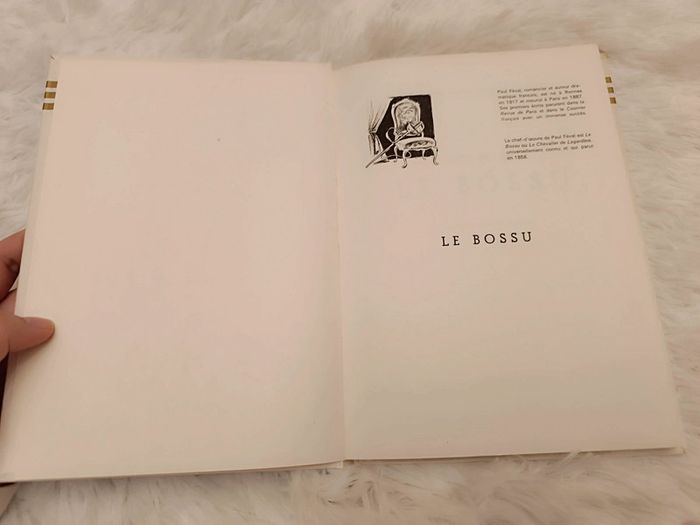 Paul Féval, romancier et auteur dra-
matique français, est né à Rennes
en 1817 et mourut à Paris en 1887.
Ses premiers écrits parurent dans la
Revue de Paris et dans le Courrier
français avec un immense succès.
Le chef-d'œuvre de Paul Féval est Le
Bossu ou Le Chevalier de Lagardère,
universellement connu et qui parut
en 1858.
LE BOSSU